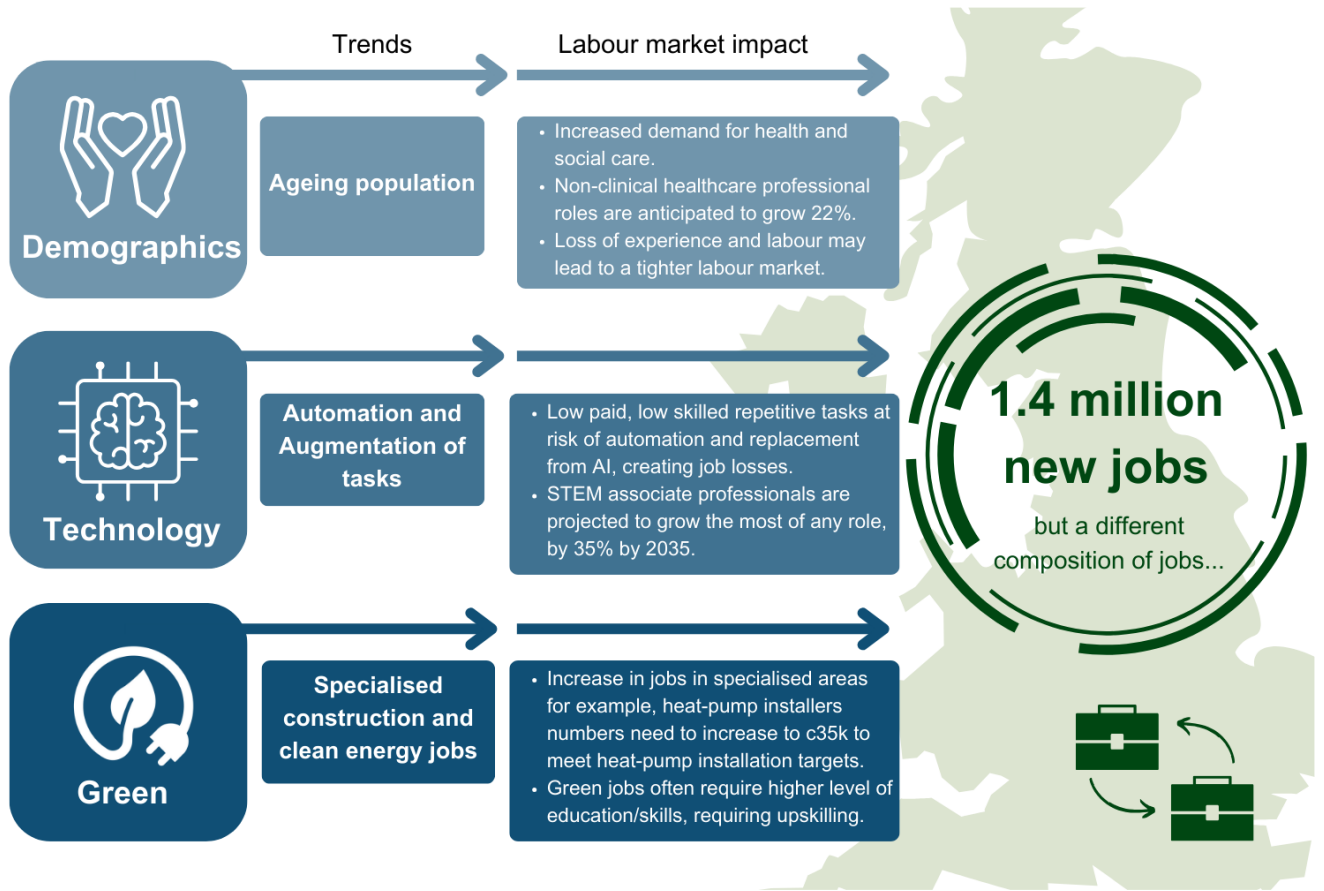 Trends
Labour market impact
Demographics
Ageing population
• Increased demand for health and
social care.
• Non-clinical healthcare professional
roles are anticipated to grow 22%.
• Loss of experience and labour may
lead to a tighter labour market.
Technology
Automation and
Augmentation of
tasks
• Low paid, low skilled repetitive tasks at
risk of automation and replacement
from AI, creating job losses.
• STEM associate professionals are
projected to grow the most of any role,
by 35% by 2035.
Green
Specialised
construction and
clean energy jobs
• Increase in jobs in specialised areas
for example, heat-pump installers
numbers need to increase to c35k to
meet heat-pump installation targets.
• Green jobs often require higher level of
education/skills, requiring upskilling.
1.4 million
new jobs
but a different
composition of jobs...